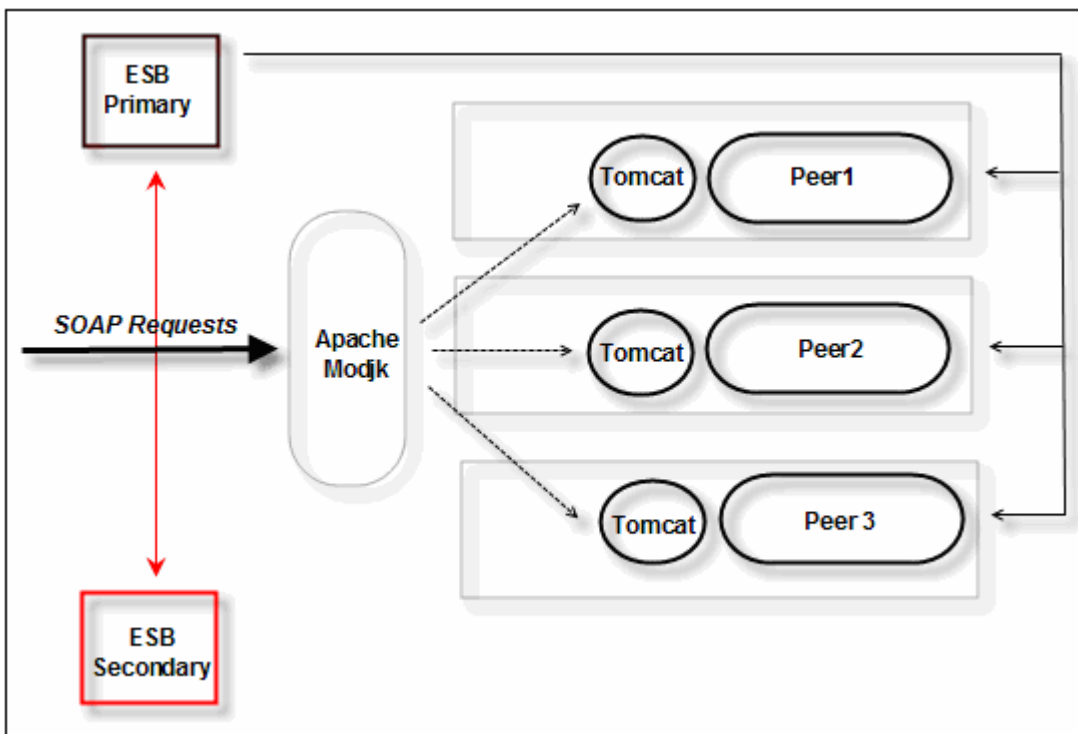 ESB
Primary
Tomcat
Peer1
SOAP Requests
Apache
Modjk
Tomcat
Peer2
Tomcat
Peer 3
ESB
Secondary